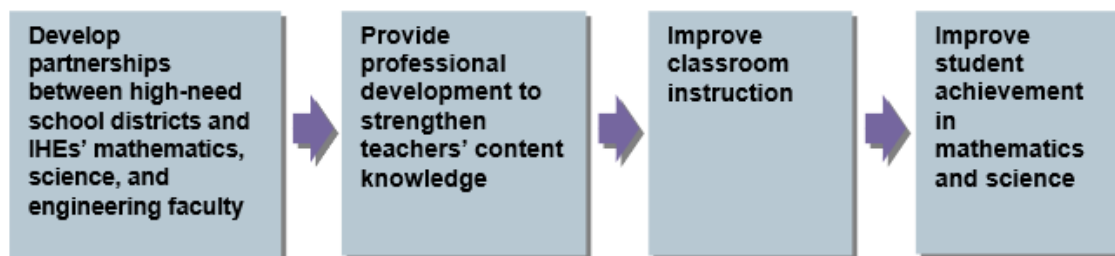 Develop
partnerships
between high-need
school districts and
IHEs' mathematics,
science, and
engineering faculty
Provide
professional
development to
strengthen
teachers' content
knowledge
Improve
classroom
instruction
Improve
student
achievement
in
mathematics
and science